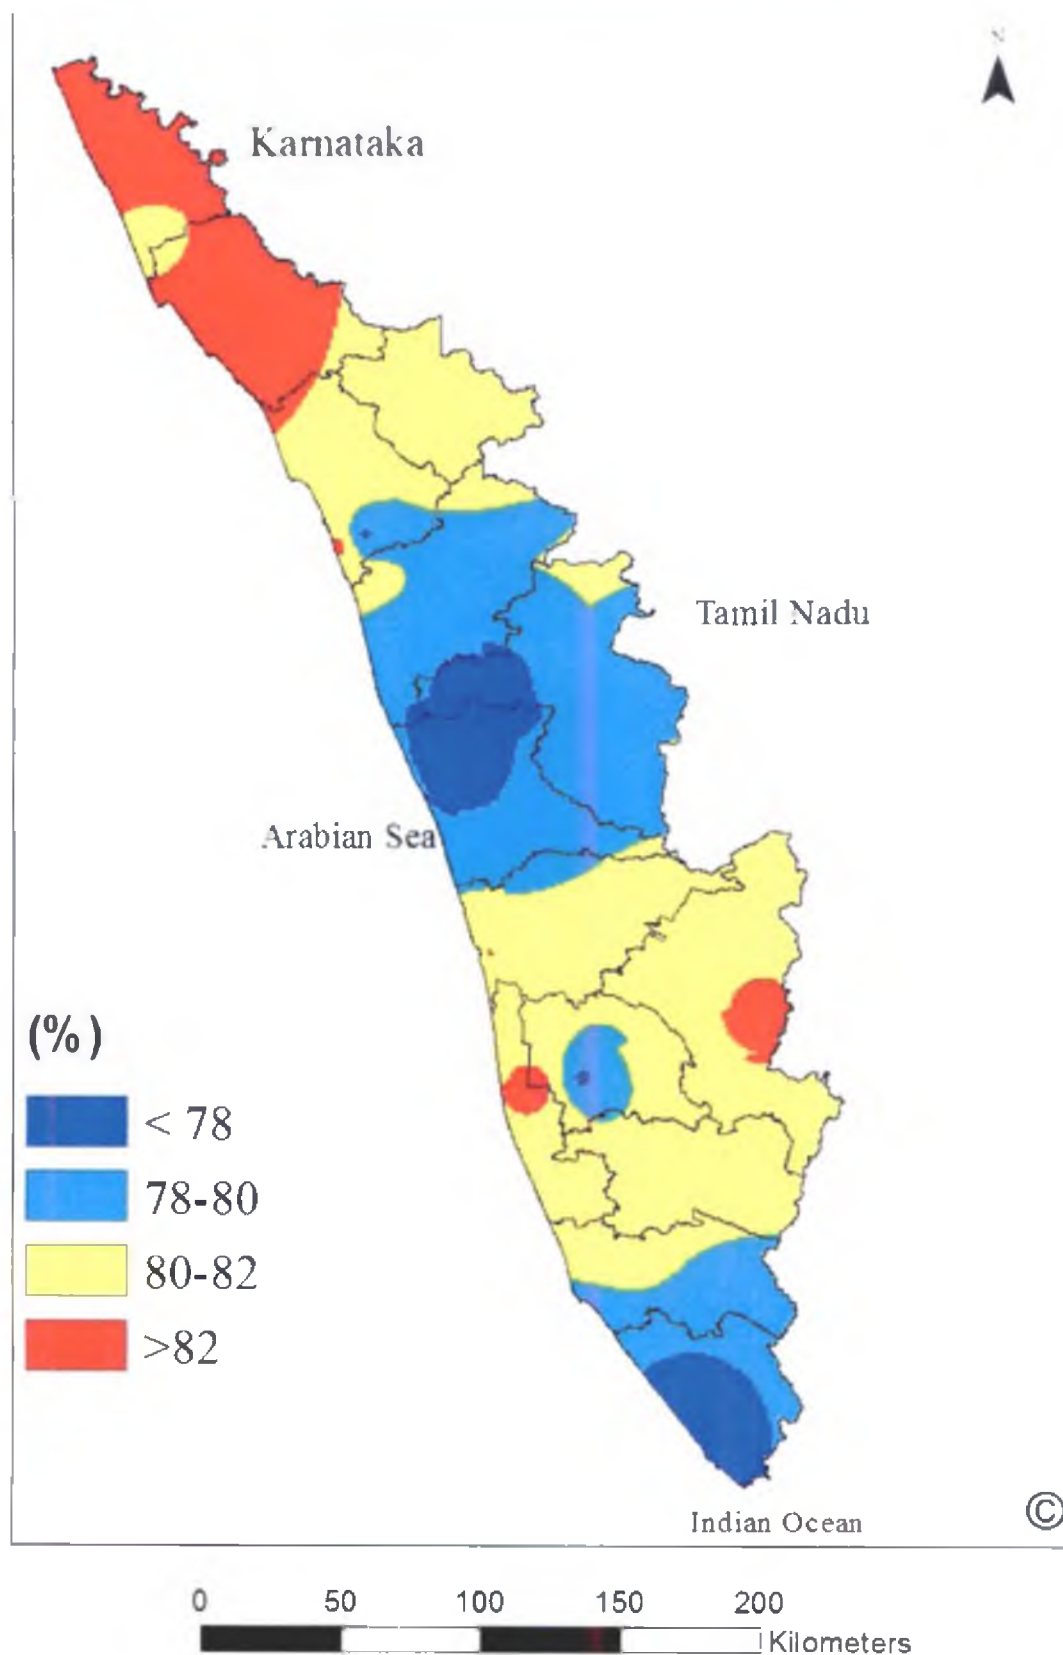 N
Karnataka
Tamil Nadu
Arabian Sea
(%)
< 78
78-80
80-82
>82
Indian Ocean
©
0 50 100 150 200
Kilometers